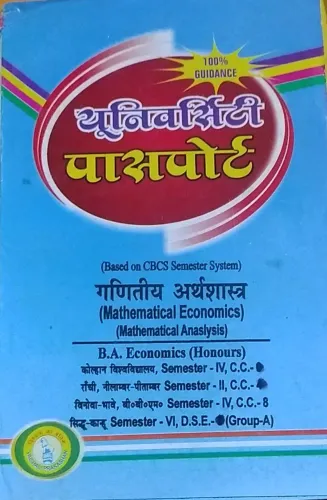 100%
GUIDANCE
यूनिवर्सिटी
पासपोर्ट
(Based on CBCS Semester System)
गणितीय अर्थशास्त्र
(Mathematical Economics)
(Mathematical Anaslysis)
B.A. Economics (Honours)
कोल्हान विश्वविद्यालय, Semester - IV, C.C.-
राँची, नीलाम्बर-पीताम्बर Semester - II, C.C.-
विनोवा-भावे, बी०बी०एम० Semester - IV, C.C.- 8
सिद्धु-कान्हु Semester - VI, D.S.E.- (Group-A)